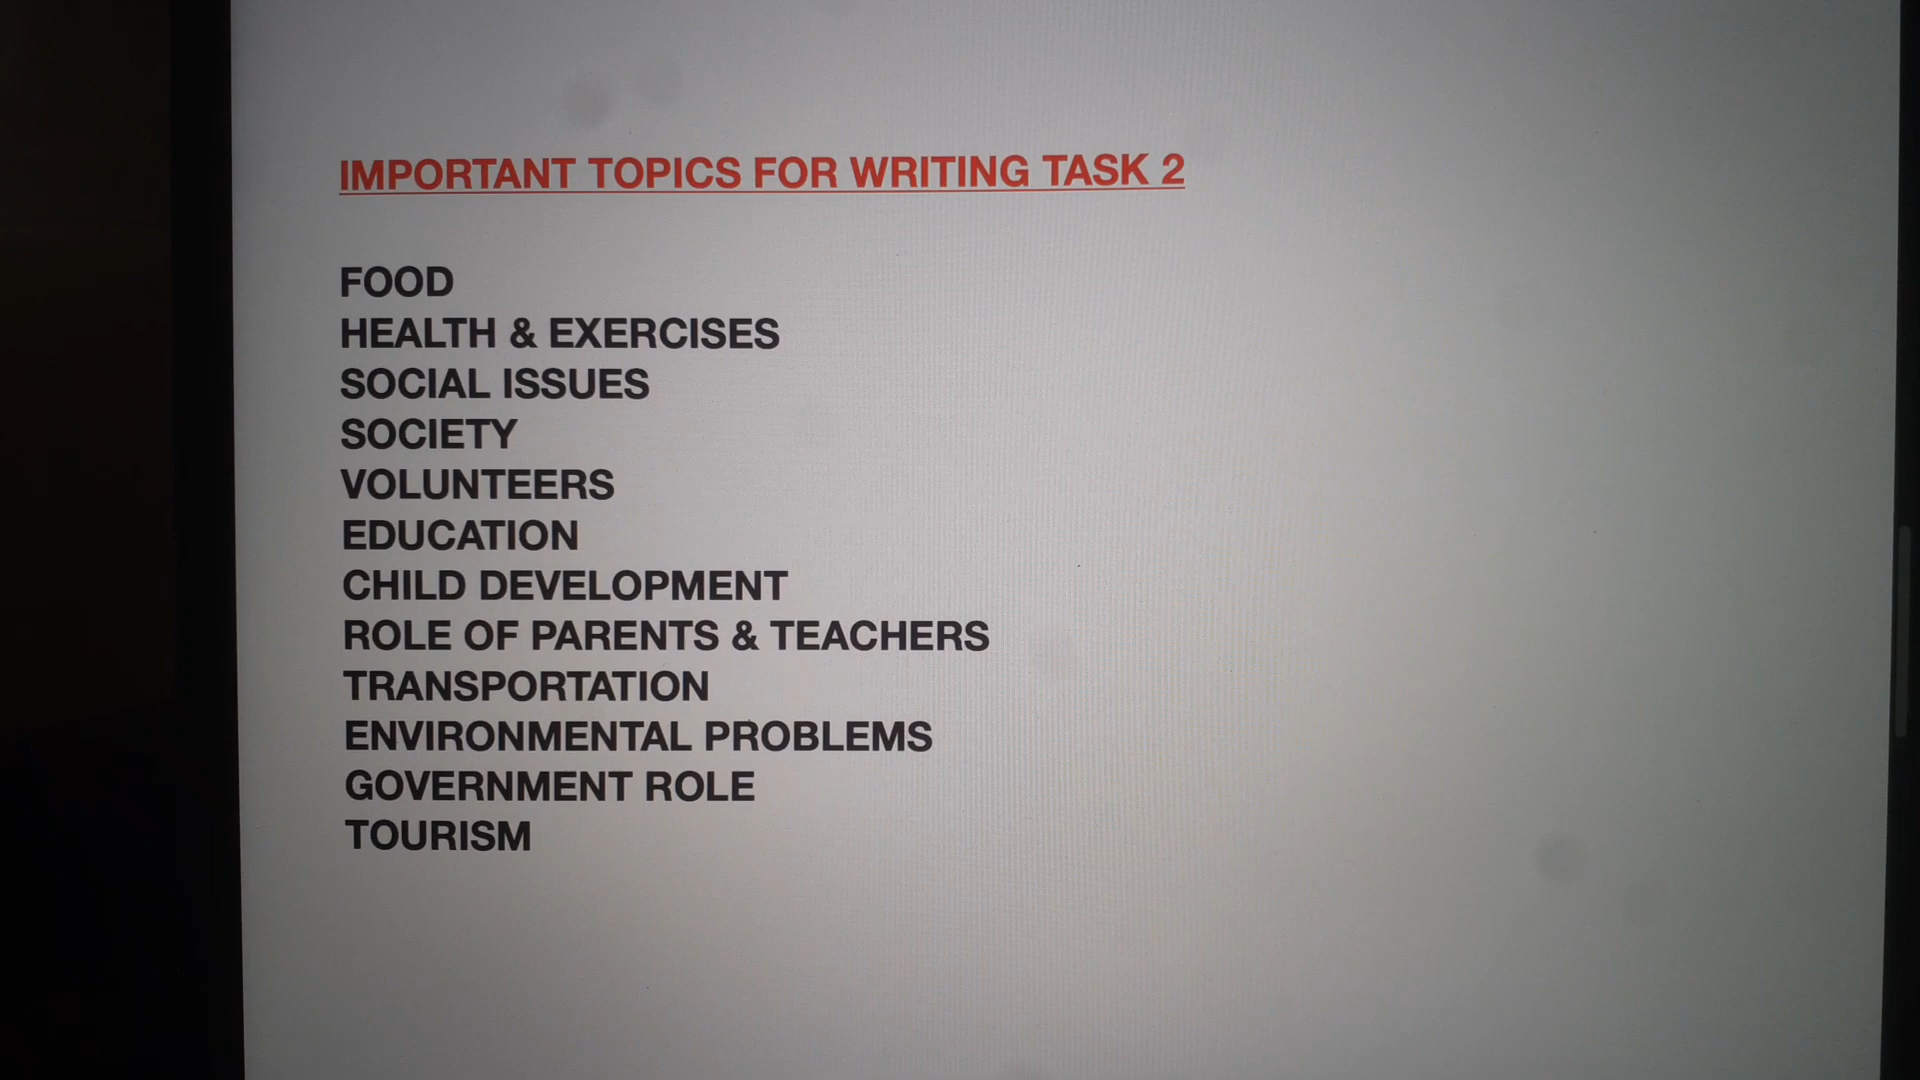 IMPORTANT TOPICS FOR WRITING TASK 2
FOOD
HEALTH & EXERCISES
SOCIAL ISSUES
SOCIETY
VOLUNTEERS
EDUCATION
CHILD DEVELOPMENT
ROLE OF PARENTS & TEACHERS
TRANSPORTATION
ENVIRONMENTAL PROBLEMS
GOVERNMENT ROLE
TOURISM